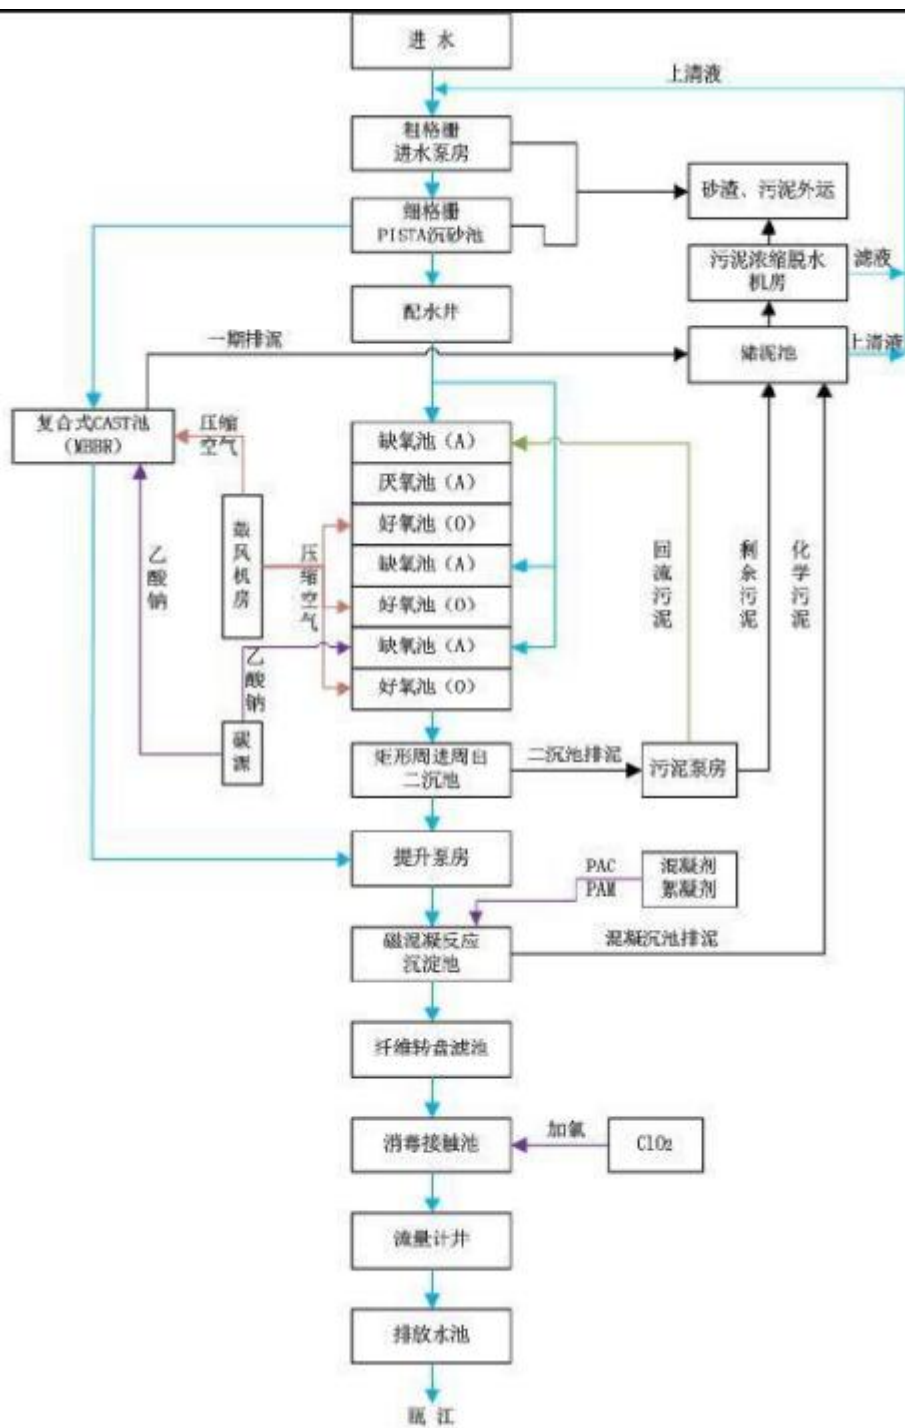 进 水
上清液
粗格栅
进水泵房
砂渣、污泥外运
细格栅
PISTA沉砂池
污泥浓缩脱水
机房
滤液
配水井
一期排泥
储泥池
上清液
复合式CAST池
(MBBR)
压缩
空气
缺氧池(A)
厌氧池(A)
好氧池(O)
缺氧池(A)
好氧池(O)
缺氧池(A)
好氧池(O)
鼓风机房
压缩空气
乙酸钠
乙酸钠
碳源
回流污泥
剩余污泥
化学污泥
矩形周进周出
二沉池
二沉池排泥
污泥泵房
提升泵房
PAC
PAM
混凝剂
絮凝剂
磁混凝反应
沉淀池
混凝沉池排泥
纤维转盘滤池
消毒接触池
加氯
ClO₂
流量计井
排放水池
瓯 江